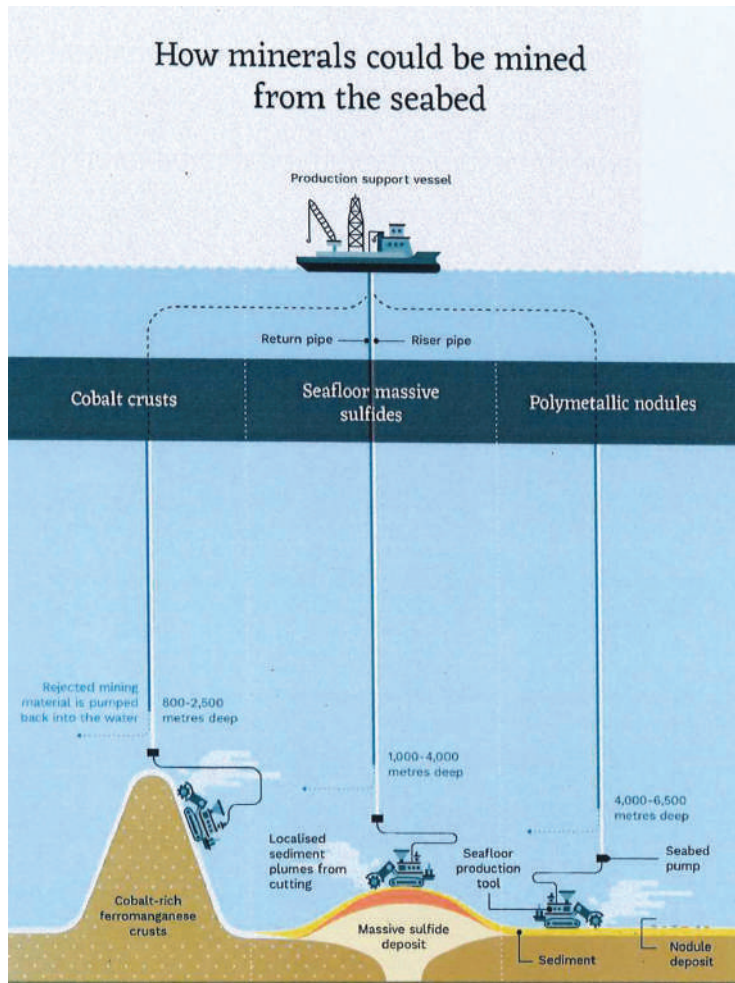 How minerals could be mined
from the seabed
Production support vessel
Return pipe
Riser pipe
Cobalt crusts
Seafloor massive
sulfides
Polymetallic nodules
Rejected mining
material is pumped
back into the water
800-2,500
metres deep
1,000-4,000
metres deep
4,000-6,500
metres deep
Localised
sediment
plumes from
cutting
Seafloor
production
tool
Seabed
pump
Cobalt-rich
ferromanganese
crusts
Massive sulfide
deposit
Sediment
Nodule
deposit